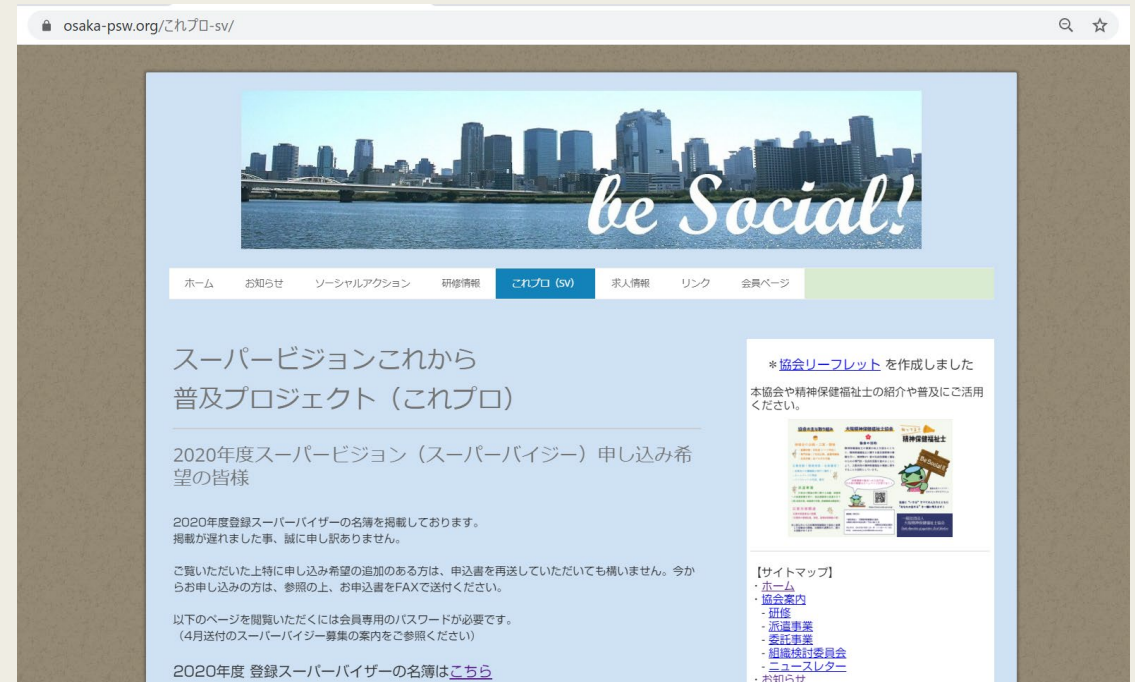 osaka-psw.org/これプロ-sv/
be Social!
ホーム お知らせ ソーシャルアクション 研修情報 これプロ (SV) 求人情報 リンク 会員ページ
スーパービジョンこれから
普及プロジェクト（これプロ）
2020年度スーパービジョン（スーパーバイジー）申し込み希
望の皆様
2020年度登録スーパーバイザーの名簿を掲載しております。
掲載が遅れました事、誠に申し訳ありません。
ご覧いただいた上特に申し込み希望の追加のある方は、申込書を再送していただいても構いません。今か
らお申し込みの方は、参照の上、お申込書をFAXで送付ください。
以下のページを閲覧いただくには会員専用のパスワードが必要です。
（4月送付のスーパーバイジー募集の案内をご参照ください）
2020年度 登録スーパーバイザーの名簿はこちら
＊協会リーフレット を作成しました
本協会や精神保健福祉士の紹介や普及にご活用
ください。
大阪精神保健福祉士協会
精神保健福祉士
Be Social!
【サイトマップ】
・ホーム
・協会案内
- 研修
- 派遣事業
- 委託事業
- 組織検討委員会
- ニュースレター
・お知らせ